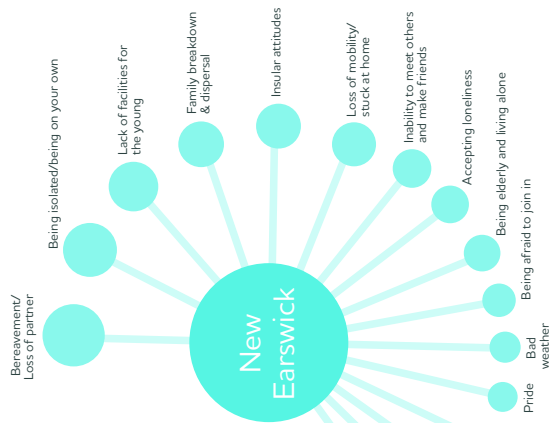 Bereavement/
Loss of partner
Being isolated/being on your own
Lack of facilities for
the young
Family breakdown
& dispersal
Insular attitudes
Loss of mobility/
stuck at home
Inability to meet others
and make friends
Accepting loneliness
Being elderly and living alone
Being afraid to join in
Bad
weather
Pride
New
Earswick